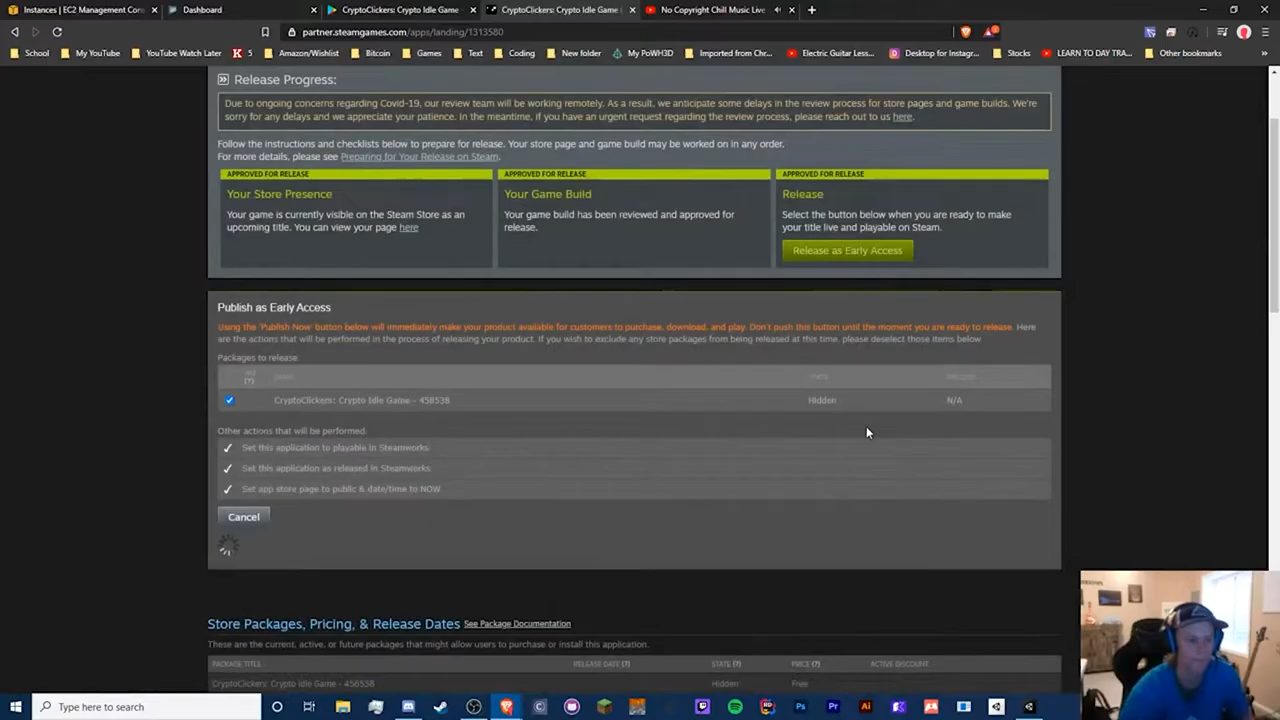 Instances | EC2 Management Con
Dashboard
CryptoClickers: Crypto Idle Game -
CryptoClickers: Crypto Idle Game :
No Copyright Chill Music Live
partner.steamgames.com/apps/landing/1313580
School
My YouTube
YouTube Watch Later
5
Amazon/Wishlist
Bitcoin
Games
Text
Coding
New folder
My PoWH3D
Imported from Chr...
Electric Guitar Less...
Desktop for Instagr...
Stocks
LEARN TO DAY TRA...
Other bookmarks
Release Progress:
Due to ongoing concerns regarding Covid-19, our review team will be working remotely. As a result, we anticipate some delays in the review process for store pages and game builds. We're
sorry for any delays and we appreciate your patience. In the meantime, if you have an urgent request regarding the review process, please reach out to us here.
Follow the instructions and checklists below to prepare for release. Your store page and game build may be worked on in any order.
For more details, please see Preparing for Your Release on Steam.
APPROVED FOR RELEASE
Your Store Presence
Your game is currently visible on the Steam Store as an
upcoming title. You can view your page here
APPROVED FOR RELEASE
Your Game Build
Your game build has been reviewed and approved for
release.
APPROVED FOR RELEASE
Release
Select the button below when you are ready to make
your title live and playable on Steam.
Release as Early Access
Publish as Early Access
Using the 'Publish Now' button below will immediately make your product available for customers to purchase, download, and play. Don't push this button until the moment you are ready to release. Here
are the actions that will be performed in the process of releasing your product. If you wish to exclude any store packages from being released at this time, please deselect those items below
Packages to release:
(?)
CryptoClickers: Crypto Idle Game - 458538
Hidden
N/A
Other actions that will be performed:
Set this application to playable in Steamworks
Set this application as released in Steamworks
Set app store page to public & date/time to NOW
Cancel
Store Packages, Pricing, & Release Dates See Package Documentation
These are the current, active, or future packages that might allow users to purchase or install this application.
PACKAGE TITLE
RELEASE DATE (?)
STATE (?)
PRICE (?)
ACTIVE DISCOUNT
CryptoClickers: Crypto Idle Game - 458538
Hidden
Free
Type here to search